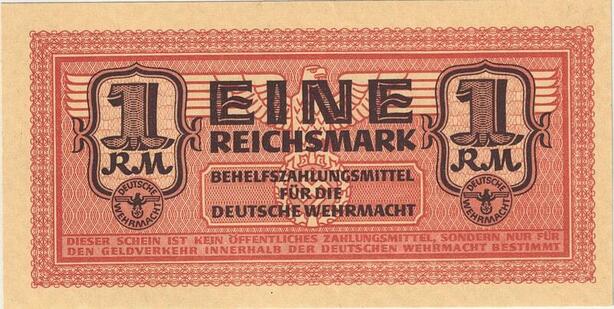 1 EINE 1
RM REICHSMARK RM
BEHELFSZAHLUNGSMITTEL
FÜR DIE
DEUTSCHE WEHRMACHT
DEUTSCHE WEHRMACHT
DEUTSCHE WEHRMACHT
DIESER SCHEIN IST KEIN ÖFFENTLICHES ZAHLUNGSMITTEL, SONDERN NUR FÜR
DEN GELDVERKEHR INNERHALB DER DEUTSCHEN WEHRMACHT BESTIMMT